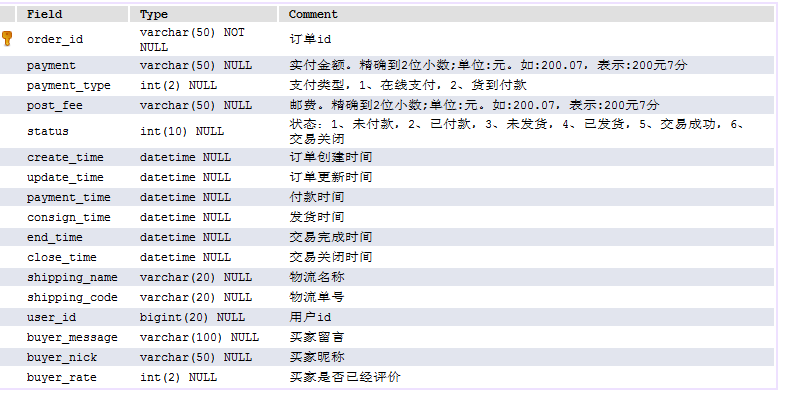 Field Type Comment
order_id varchar(50) NOT NULL 订单id
payment varchar(50) NULL 实付金额。精确到2位小数;单位:元。如:200.07，表示:200元7分
payment_type int(2) NULL 支付类型，1、在线支付，2、货到付款
post_fee varchar(50) NULL 邮费。精确到2位小数;单位:元。如:200.07，表示:200元7分
status int(10) NULL 状态：1、未付款，2、已付款，3、未发货，4、已发货，5、交易成功，6、交易关闭
create_time datetime NULL 订单创建时间
update_time datetime NULL 订单更新时间
payment_time datetime NULL 付款时间
consign_time datetime NULL 发货时间
end_time datetime NULL 交易完成时间
close_time datetime NULL 交易关闭时间
shipping_name varchar(20) NULL 物流名称
shipping_code varchar(20) NULL 物流单号
user_id bigint(20) NULL 用户id
buyer_message varchar(100) NULL 买家留言
buyer_nick varchar(50) NULL 买家昵称
buyer_rate int(2) NULL 买家是否已经评价